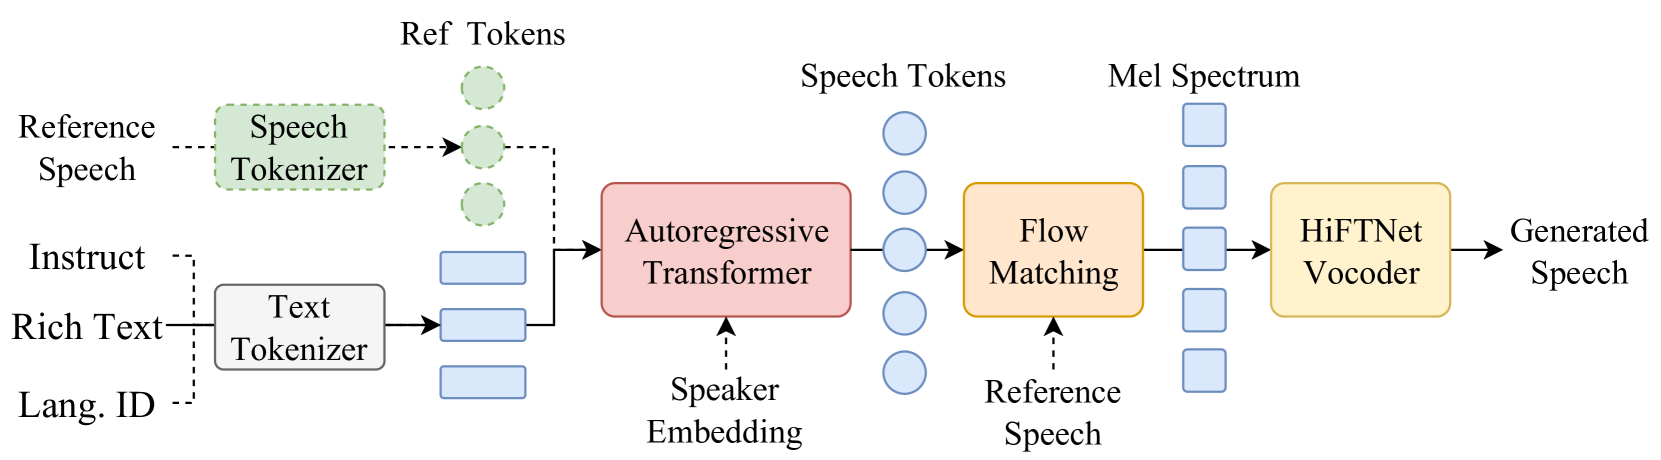 Ref Tokens
Speech Tokens
Mel Spectrum
Reference
Speech
Speech
Tokenizer
Instruct
Rich Text
Lang. ID
Text
Tokenizer
Autoregressive
Transformer
Speaker
Embedding
Flow
Matching
Reference
Speech
HiFTNet
Vocoder
Generated
Speech